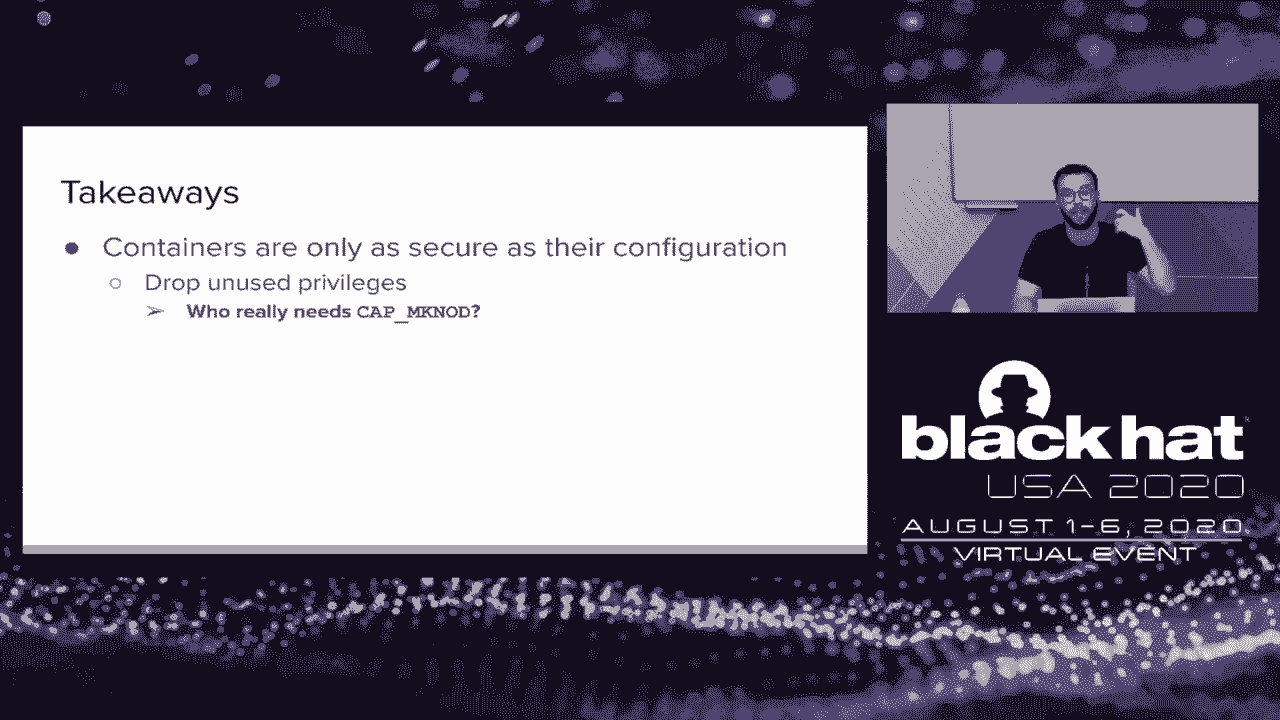 Takeaways
● Containers are only as secure as their configuration
○ Drop unused privileges
➢ Who really needs CAP_MKNOD?
black hat®
USA 2020
AUGUST 1-6, 2020
VIRTUAL EVENT